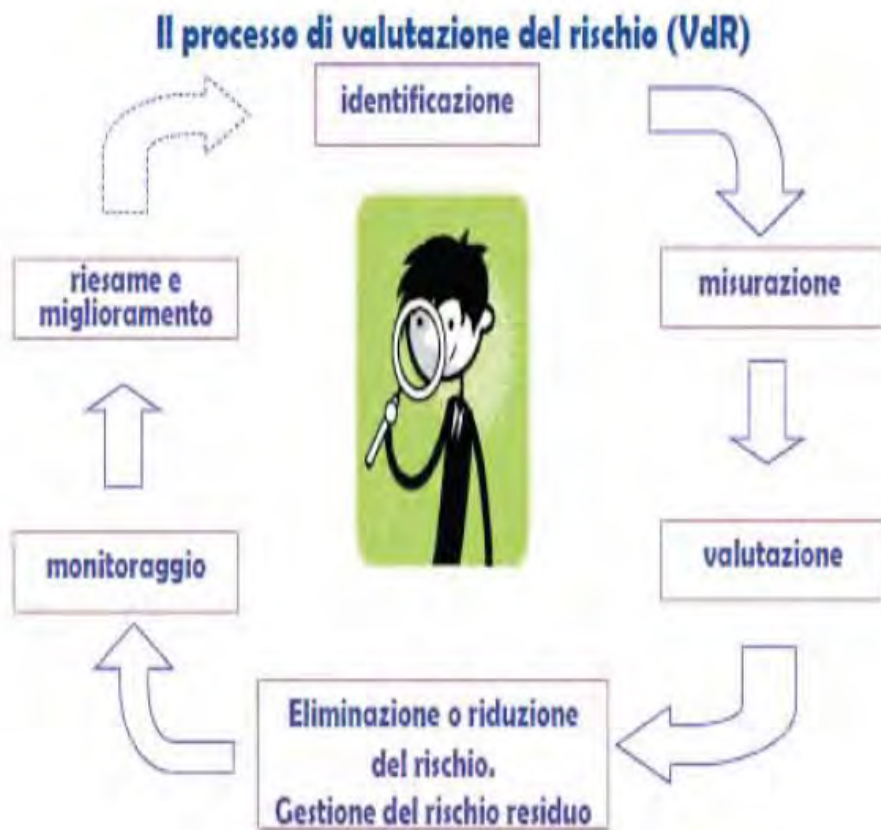 Il processo di valutazione del rischio (VdR)
identificazione
misurazione
valutazione
Eliminazione o riduzione
del rischio.
Gestione del rischio residuo
monitoraggio
riesame e
miglioramento